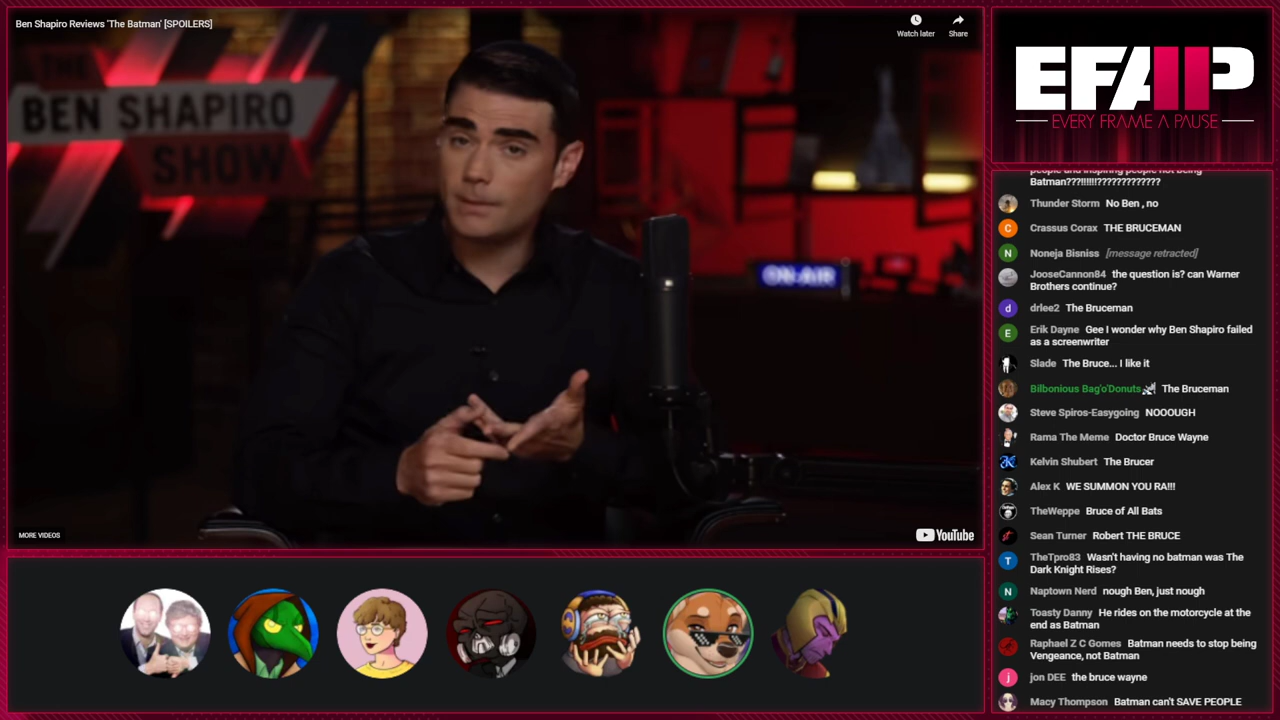 Ben Shapiro Reviews 'The Batman' [SPOILERS]
Watch later
Share
THE
BEN SHAPIRO
SHOW
ON-AIR
MORE VIDEOS
YouTube
EFAP
EVERY FRAME A PAUSE
people and inspiring people not being
Batman???!!!!!!?????????????
Thunder Storm No Ben , no
C
Crassus Corax THE BRUCEMAN
N
Noneja Bisniss [message retracted]
JooseCannon84 the question is? can Warner
Brothers continue?
d
drlee2 The Bruceman
E
Erik Dayne Gee I wonder why Ben Shapiro failed
as a screenwriter
Slade The Bruce... I like it
Bilbonious Bag'o'Donuts The Bruceman
Steve Spiros-Easygoing NOOOUGH
Rama The Meme Doctor Bruce Wayne
Kelvin Shubert The Brucer
Alex K WE SUMMON YOU RA!!!
TheWeppe Bruce of All Bats
Sean Turner Robert THE BRUCE
T
TheTpro83 Wasn't having no batman was The
Dark Knight Rises?
N
Naptown Nerd nough Ben, just nough
Toasty Danny He rides on the motorcycle at the
end as Batman
Raphael Z C Gomes Batman needs to stop being
Vengeance, not Batman
j
jon DEE the bruce wayne
Macy Thompson Batman can't SAVE PEOPLE